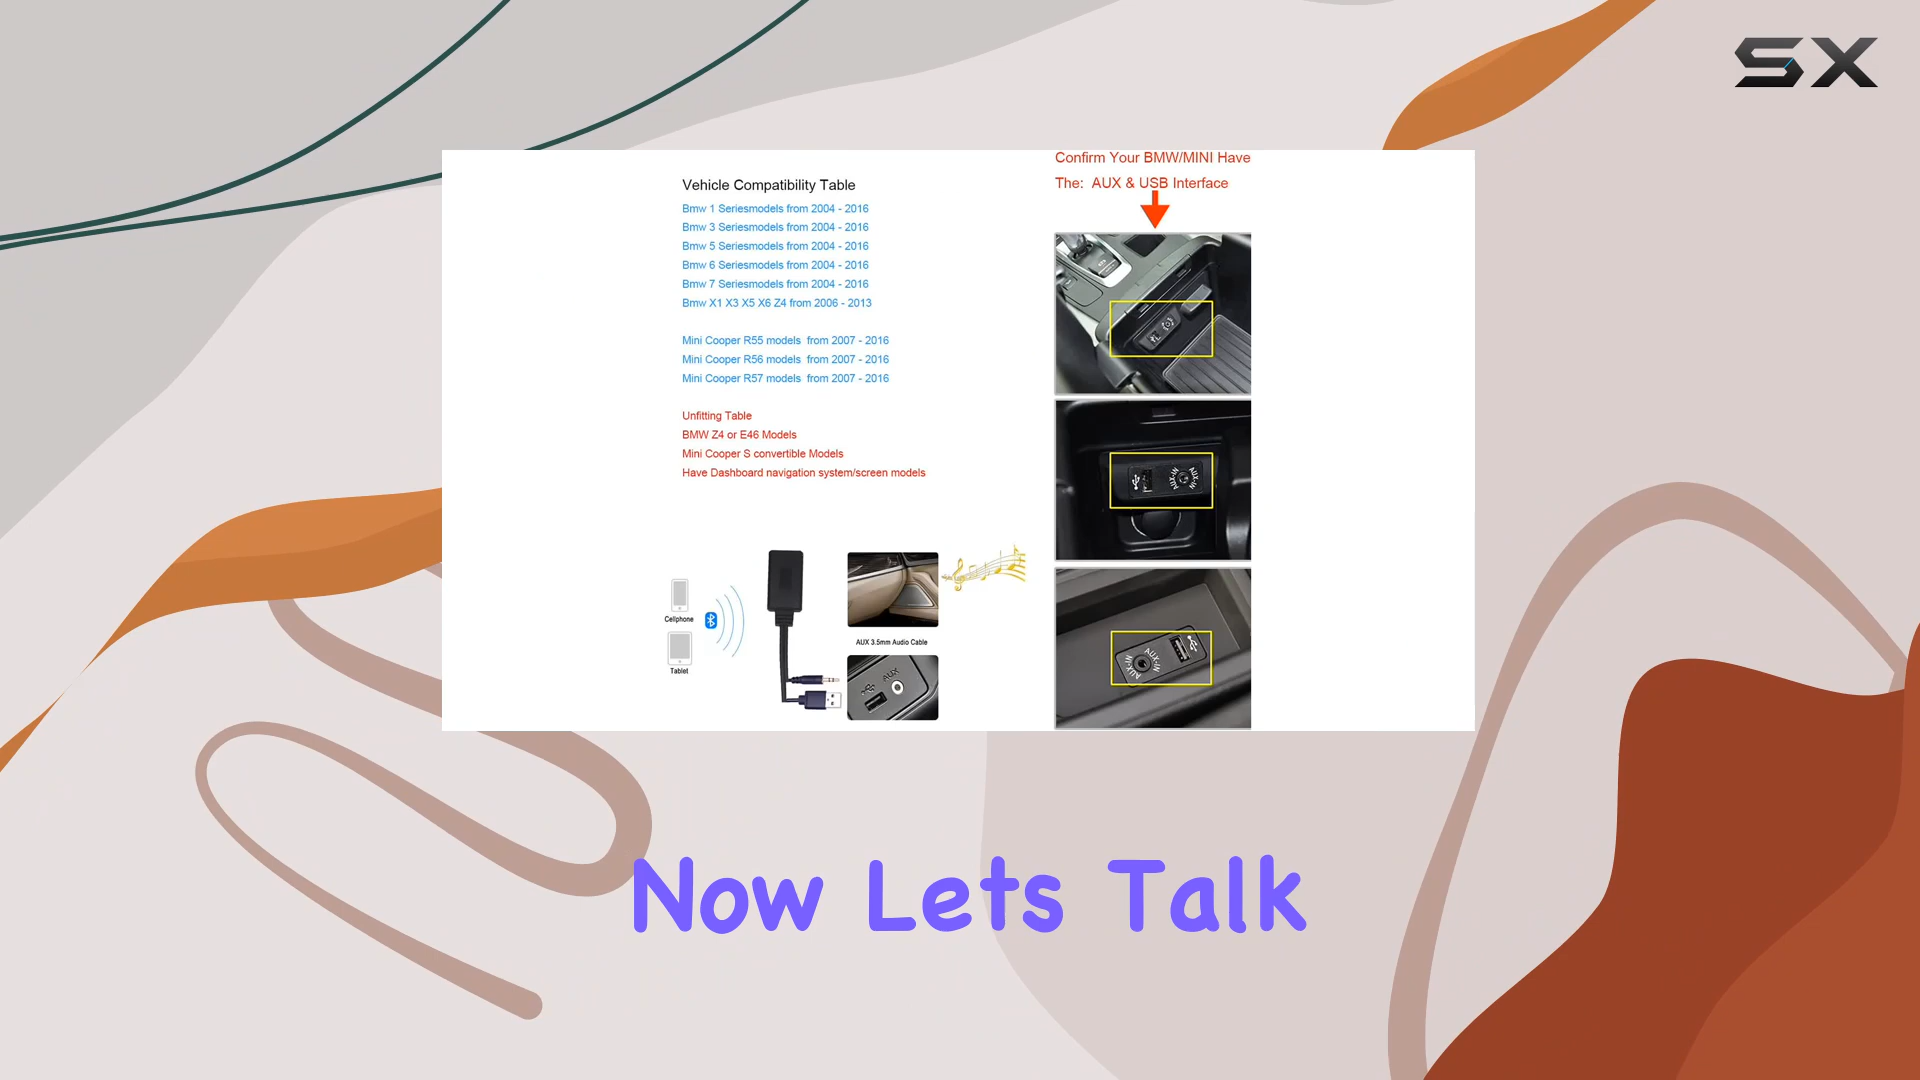 SX
Confirm Your BMW/MINI Have
The: AUX & USB Interface
Vehicle Compatibility Table
Bmw 1 Seriesmodels from 2004 - 2016
Bmw 3 Seriesmodels from 2004 - 2016
Bmw 5 Seriesmodels from 2004 - 2016
Bmw 6 Seriesmodels from 2004 - 2016
Bmw 7 Seriesmodels from 2004 - 2016
Bmw X1 X3 X5 X6 Z4 from 2006 - 2013
Mini Cooper R55 models from 2007 - 2016
Mini Cooper R56 models from 2007 - 2016
Mini Cooper R57 models from 2007 - 2016
Unfitting Table
BMW Z4 or E46 Models
Mini Cooper S convertible Models
Have Dashboard navigation system/screen models
Cellphone
Tablet
AUX 3.5mm Audio Cable
AUX
AUX-IN
AUX-IN
AUX-IN
AUX-IN
Now Lets Talk